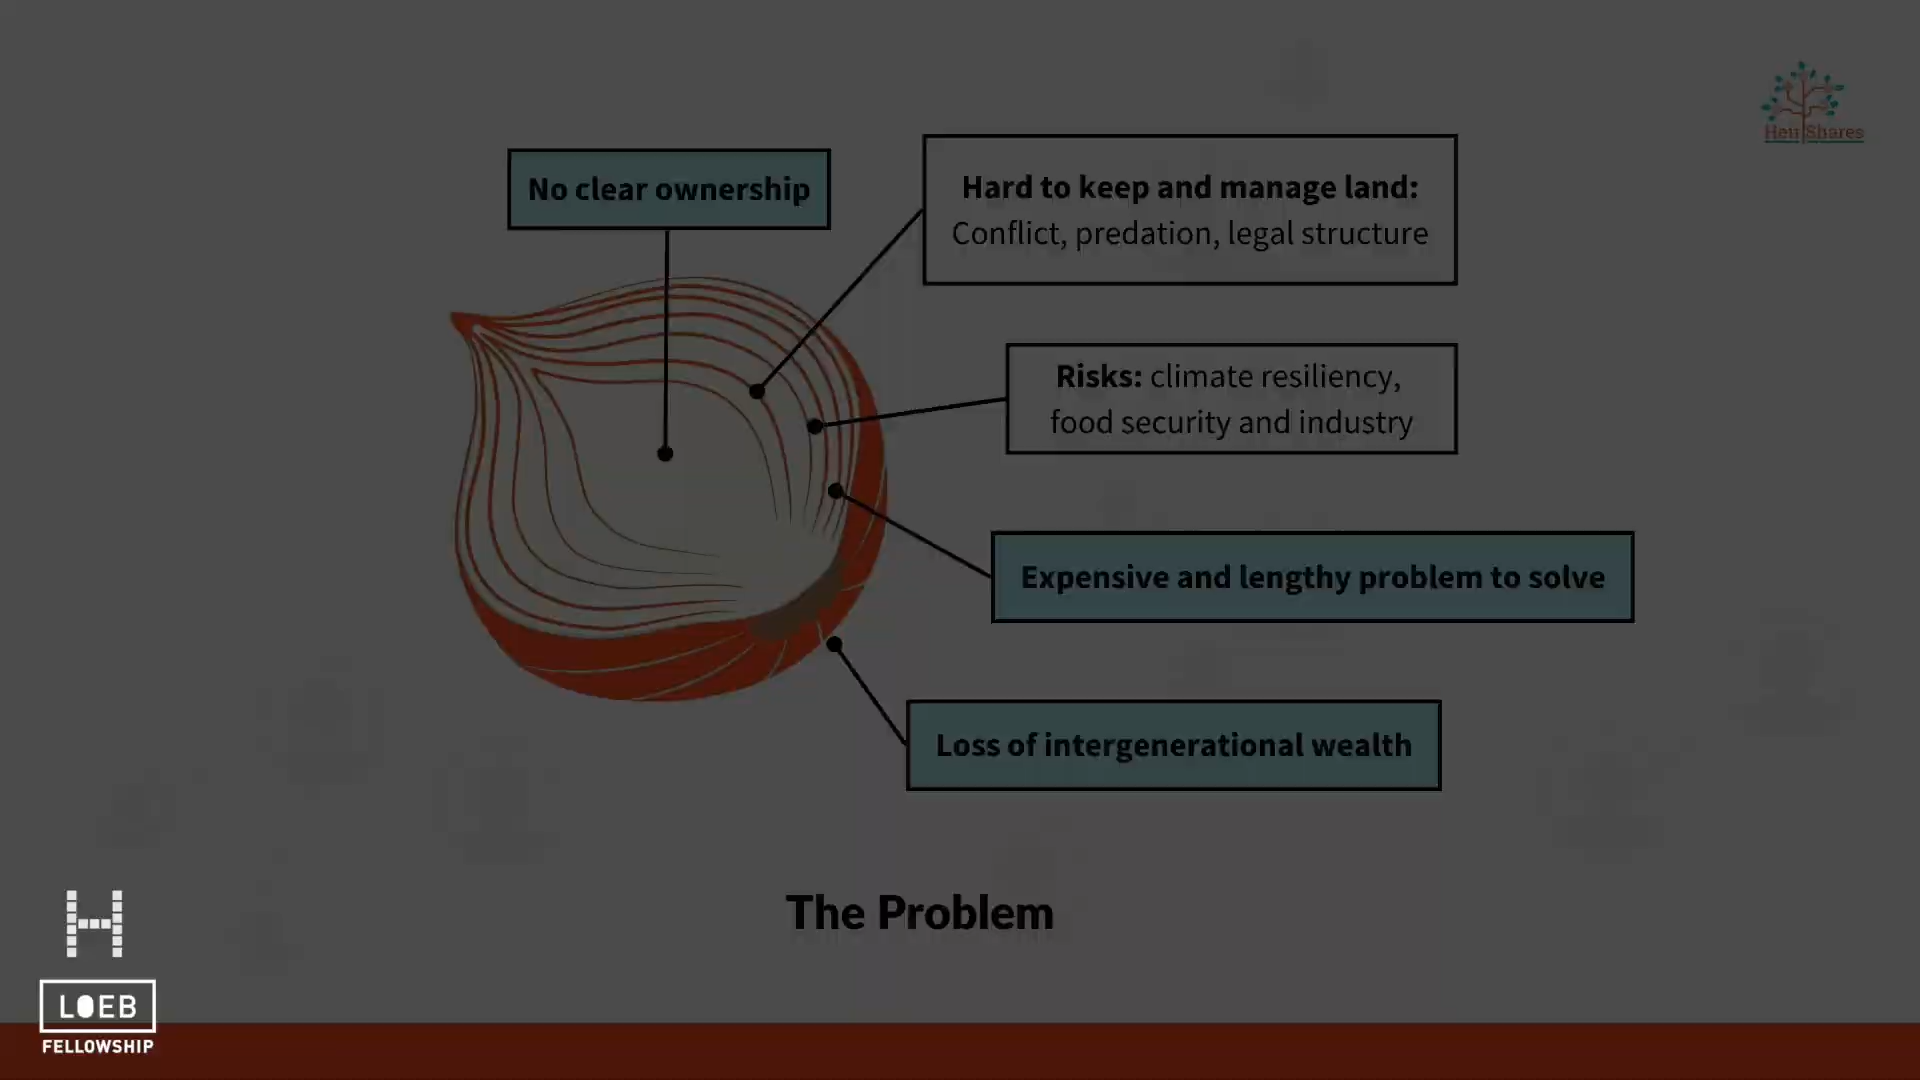 Heir Shares
No clear ownership
Hard to keep and manage land:
Conflict, predation, legal structure
Risks: climate resiliency,
food security and industry
Expensive and lengthy problem to solve
Loss of intergenerational wealth
The Problem
H
LOEB
FELLOWSHIP